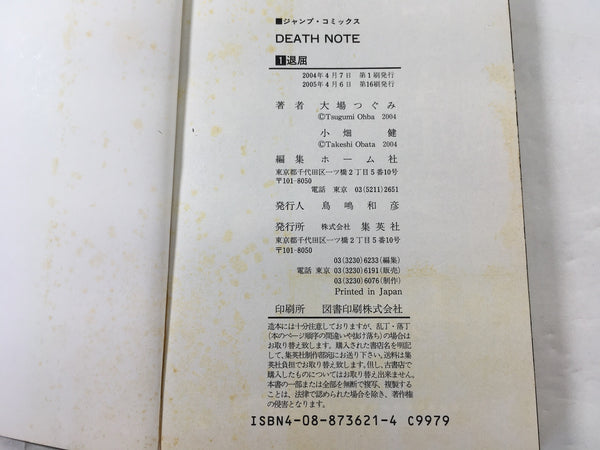 ■ジャンプ・コミックス
DEATH NOTE
1退屈
2004年4月7日 第1刷発行
2005年4月6日 第16刷発行
著者 大場つぐみ
©Tsugumi Ohba 2004
小畑 健
©Takeshi Obata 2004
編集 ホーム社
東京都千代田区一ツ橋2丁目5番10号
〒101-8050
電話 東京 03(5211)2651
発行人 鳥嶋和彦
発行所 株式会社 集英社
東京都千代田区一ツ橋2丁目5番10号
〒101-8050
03(3230)6233(編集)
電話 東京 03(3230)6191(販売)
03(3230)6076(制作)
Printed in Japan
印刷所 図書印刷株式会社
造本には十分注意しておりますが、乱丁・落丁
(本のページ順序の間違いや抜け落ち)の場合は
お取り替え致します。購入された書店名を明記
して、集英社制作部宛にお送り下さい。送料は集
英社負担でお取り替え致します。但し、古書店で
購入したものについてはお取り替え出来ません。
本書の一部または全部を無断で複写、複製する
ことは、法律で認められた場合を除き、著作権
の侵害となります。
ISBN4-08-873621-4 C9979